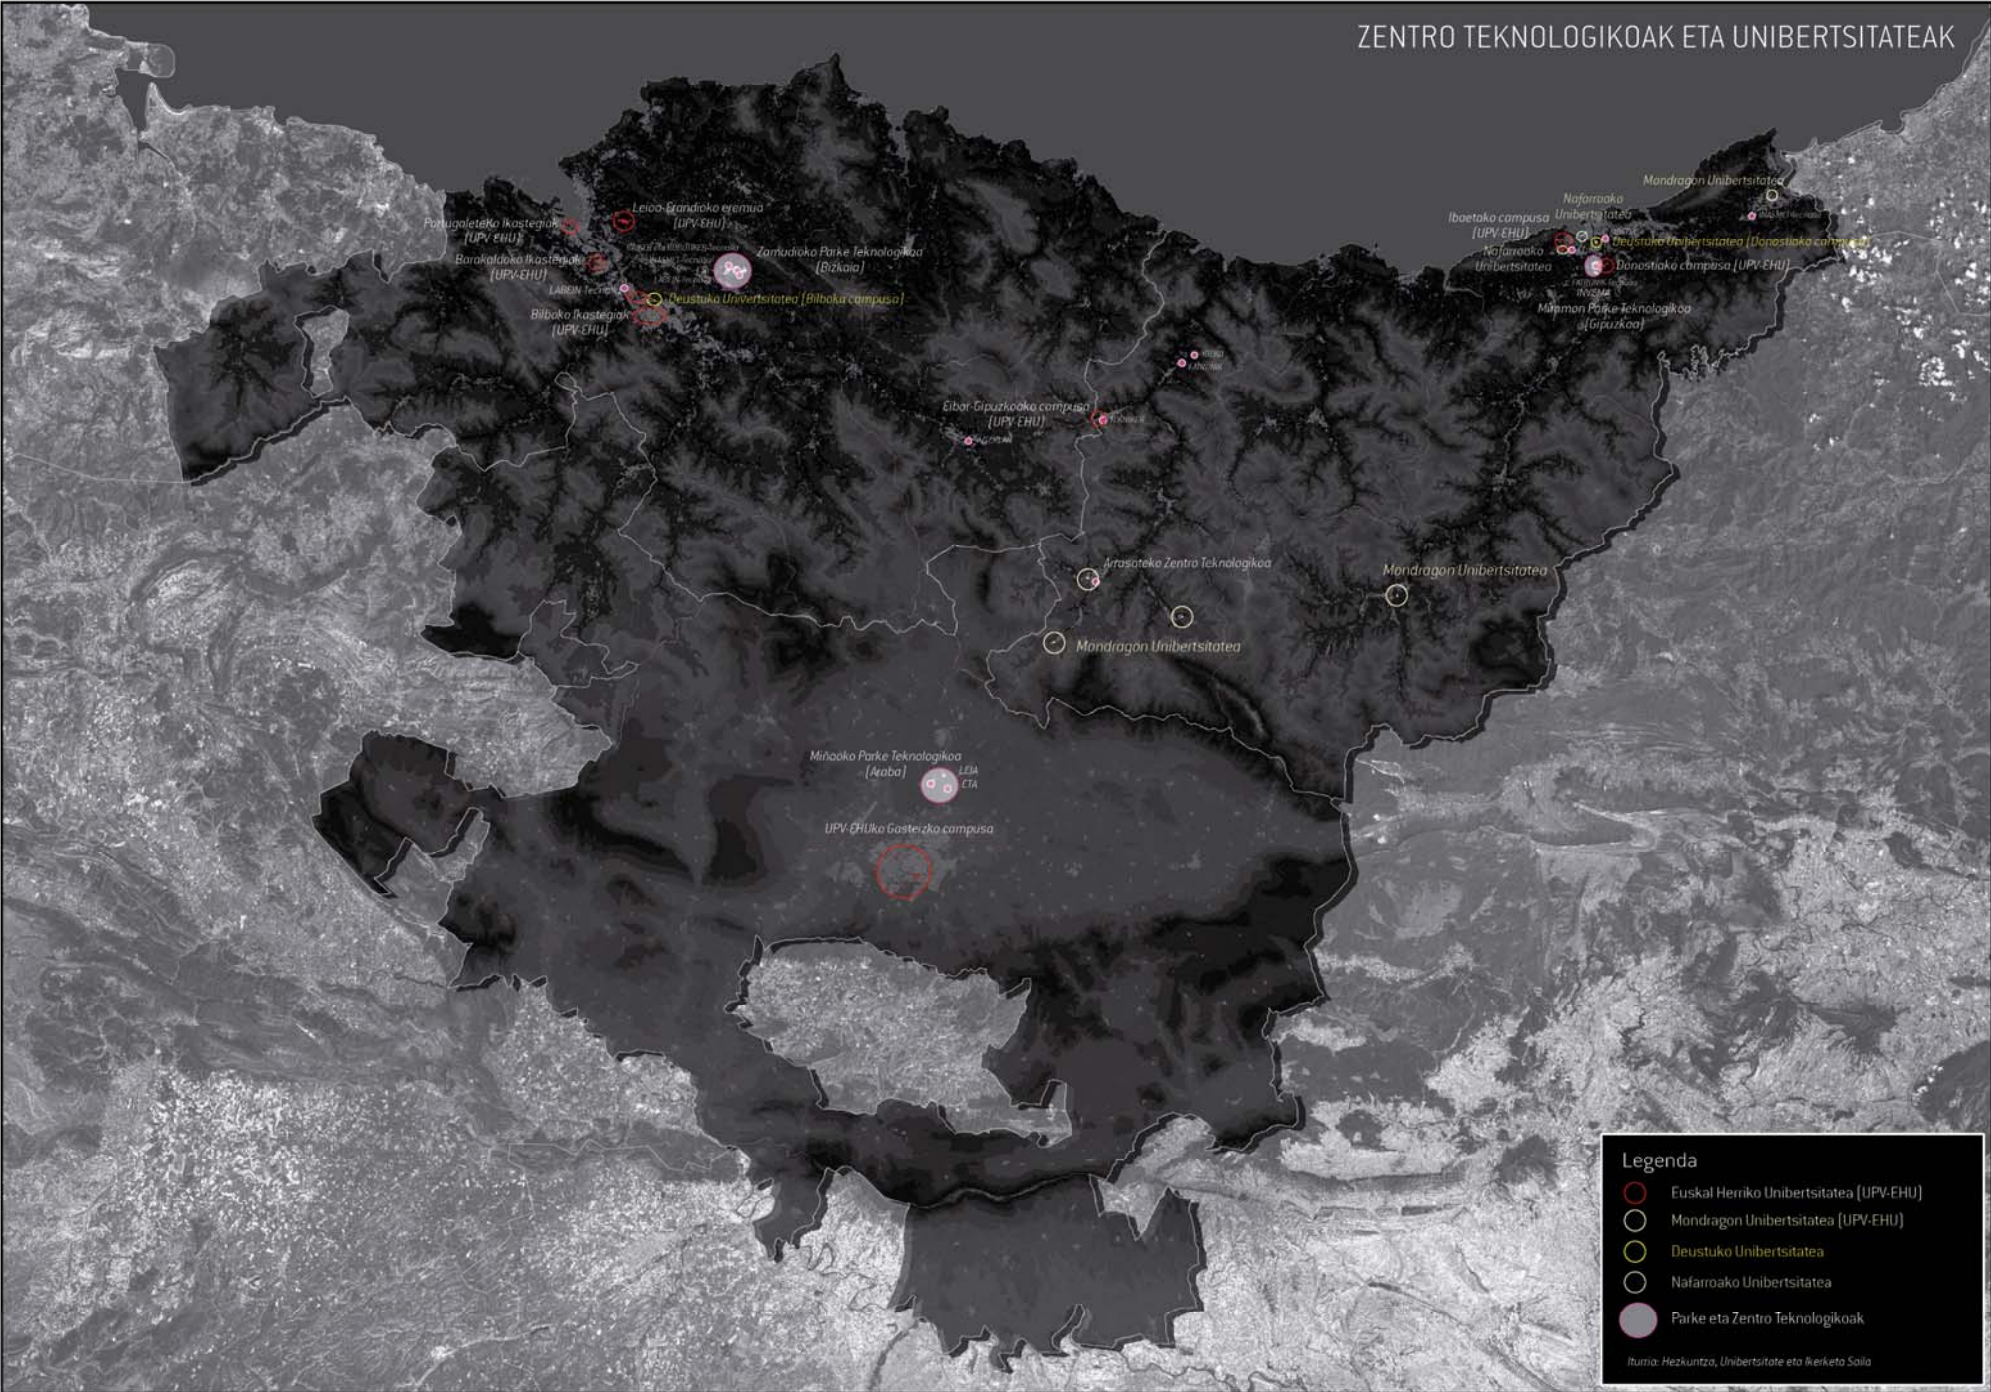 ZENTRO TEKNOLOGIKOAK ETA UNIBERTSITATEAK
Mondragon Unibertsitatea
Nafarroako
Unibertsitatea
Ibaetako campusa
[UPV-EHU]
Deustuko Unibertsitatea [Donostiako campusa]
Nafarroako
Unibertsitatea
Donostiako campusa [UPV-EHU]
Miramon Parke Teknologikoa
[Gipuzkoa]
Leioa-Erandioko eremua
[UPV-EHU]
Portugaleteko Ikastegiak
[UPV-EHU]
Zamudioko Parke Teknologikoa
[Bizkaia]
Barakaldoko Ikastegiak
[UPV-EHU]
LABEIN-Tecnalia
Deustuko Univertsitatea [Bilboko campusa]
Bilboko Ikastegiak
[UPV-EHU]
Eibar-Gipuzkoako campusa
[UPV-EHU]
Arrasateko Zentro Teknologikoa
Mondragon Unibertsitatea
Mondragon Unibertsitatea
Miñaoko Parke Teknologikoa
[Araba]
LEIA
CTA
UPV-EHUko Gasteizko campusa
Legenda
Euskal Herriko Unibertsitatea [UPV-EHU]
Mondragon Unibertsitatea [UPV-EHU]
Deustuko Unibertsitatea
Nafarroako Unibertsitatea
Parke eta Zentro Teknologikoak
Iturria: Hezkuntza, Unibertsitate eta Ikerketa Saila